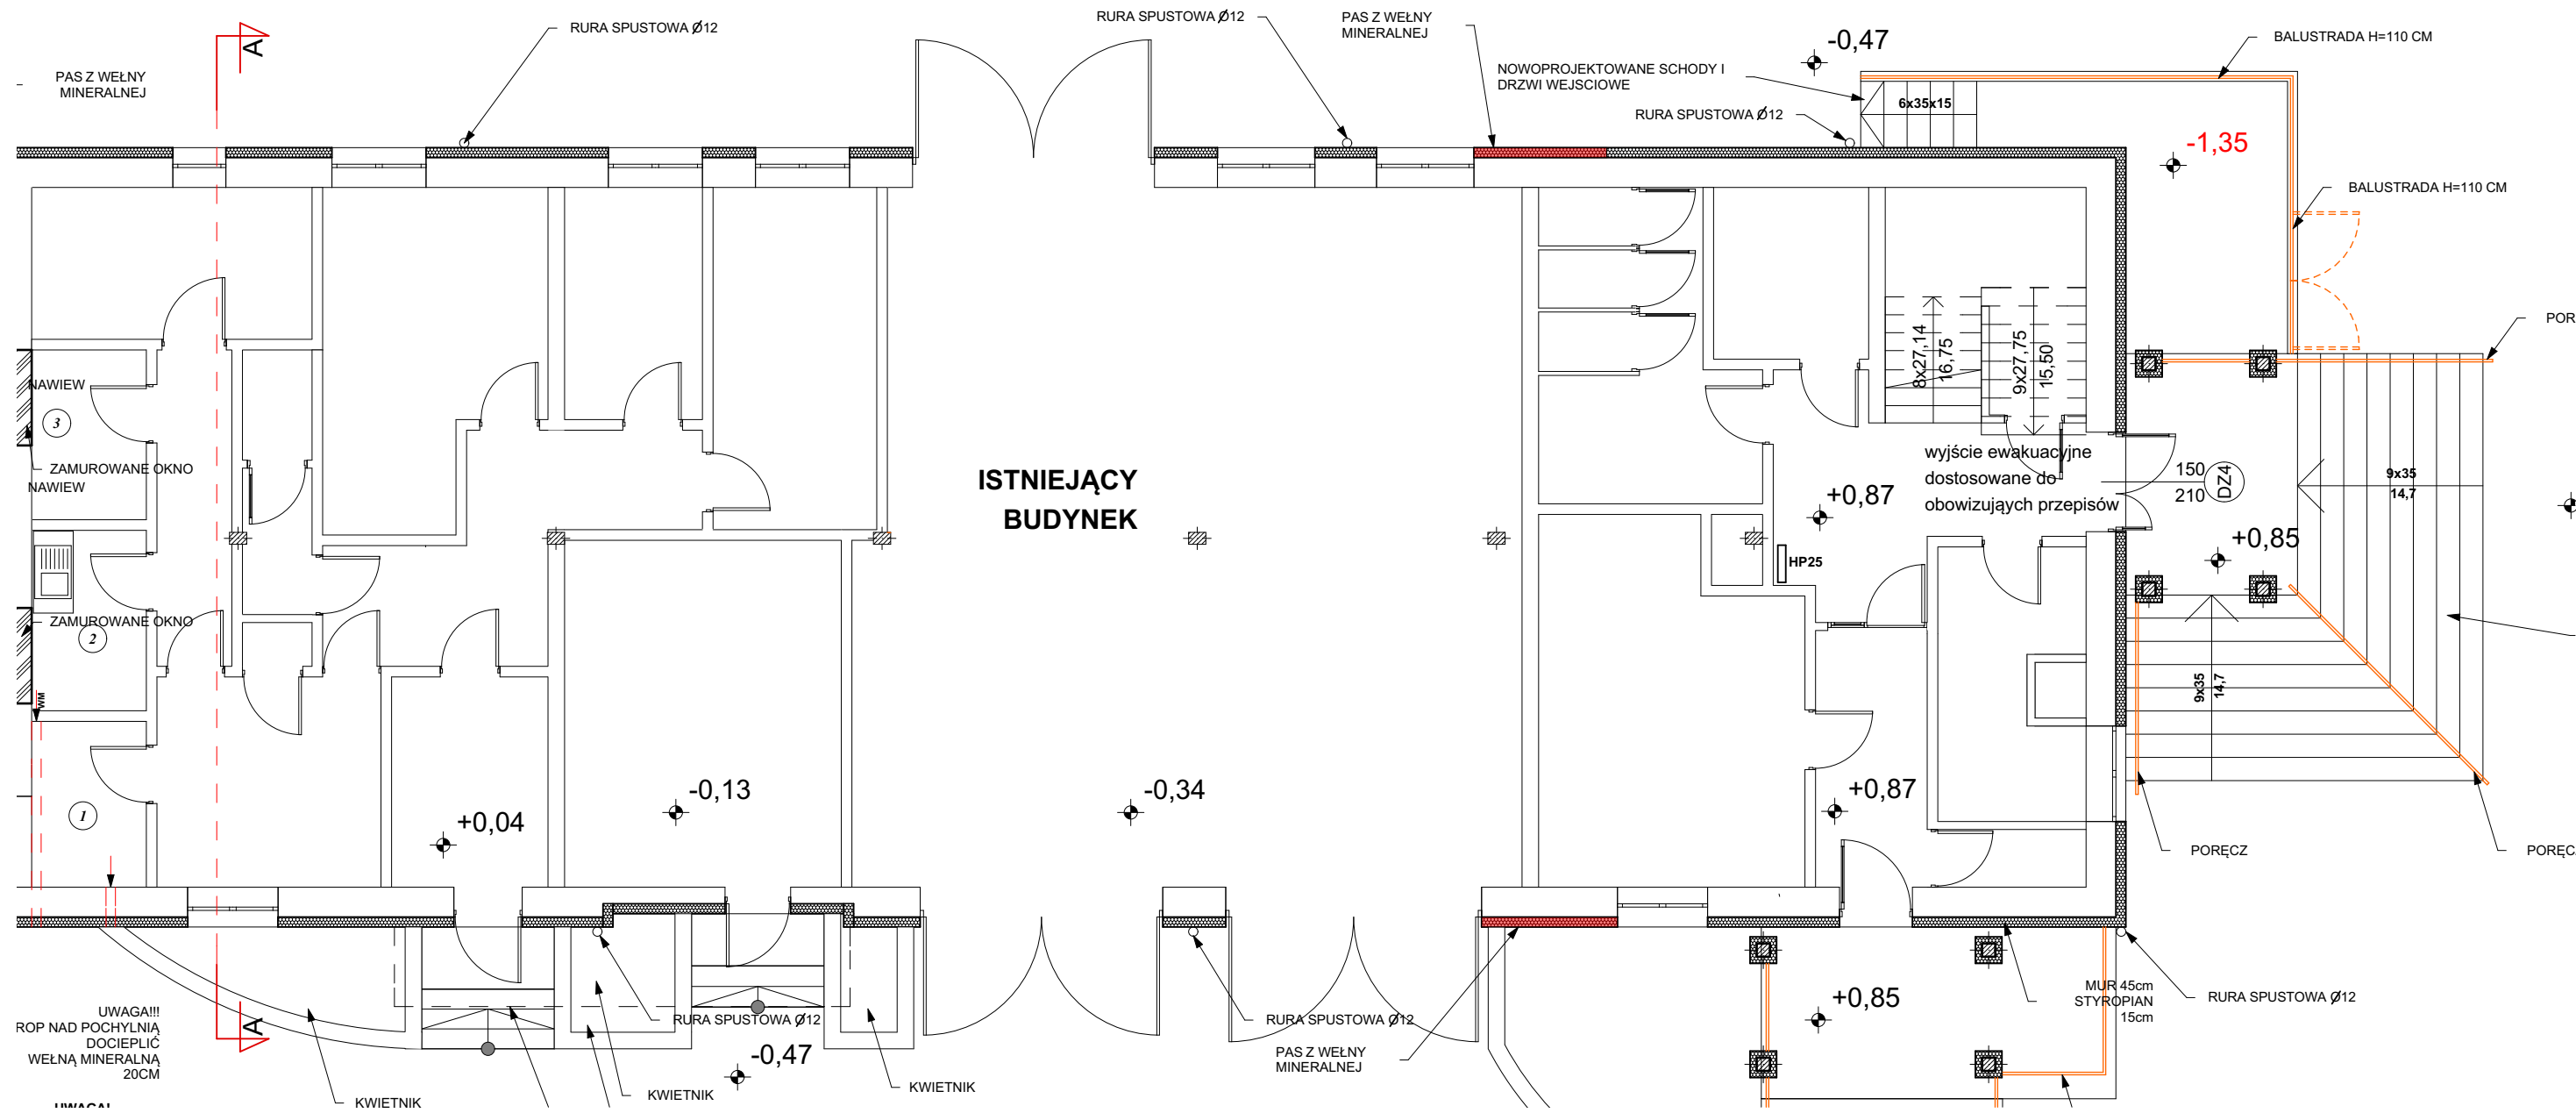 RURA SPUSTOWA Ø12
RURA SPUSTOWA Ø12
PAS Z WEŁNY
MINERALNEJ
-0,47
BALUSTRADA H=110 CM
A
PAS Z WEŁNY
MINERALNEJ
NOWOPROJEKTOWANE SCHODY I
DRZWI WEJSCIOWE
6x35x15
RURA SPUSTOWA Ø12
-1,35
BALUSTRADA H=110 CM
POR
8x27,14
16,75
9x27,75
15,50
NAWIEW
3
ZAMUROWANE OKNO
NAWIEW
ISTNIEJĄCY
BUDYNEK
wyjście ewakuacyjne
dostosowane do
obowizujących przepisów
150
210
DZ4
9x35
14,7
+0,87
+0,85
HP25
ZAMUROWANE OKNO
2
WM
9x35
14,7
1
+0,04
-0,13
-0,34
+0,87
PORĘCZ
PORĘC
UWAGA!!!
ROP NAD POCHYLNIĄ
DOCIEPLIĆ
WEŁNĄ MINERALNĄ
20CM
A
RURA SPUSTOWA Ø12
-0,47
RURA SPUSTOWA Ø12
PAS Z WEŁNY
MINERALNEJ
+0,85
MUR 45cm
STYROPIAN
15cm
RURA SPUSTOWA Ø12
KWIETNIK
KWIETNIK
KWIETNIK
UWAGA!